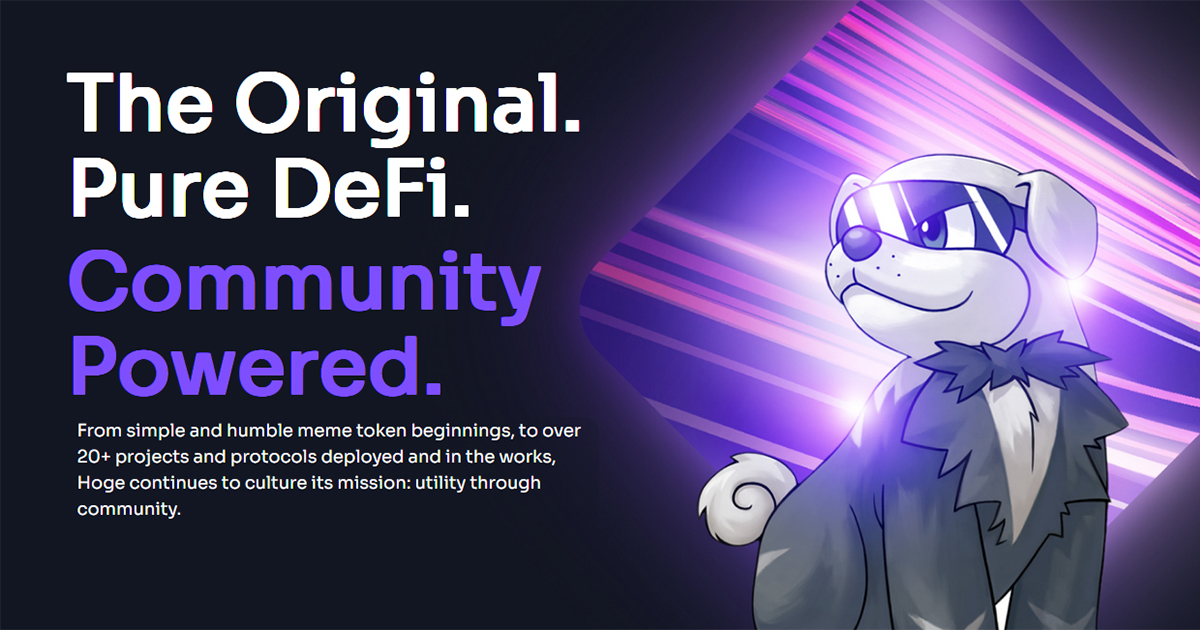 The Original.
Pure DeFi.
Community
Powered.
From simple and humble meme token beginnings, to over
20+ projects and protocols deployed and in the works,
Hoge continues to culture its mission: utility through
community.